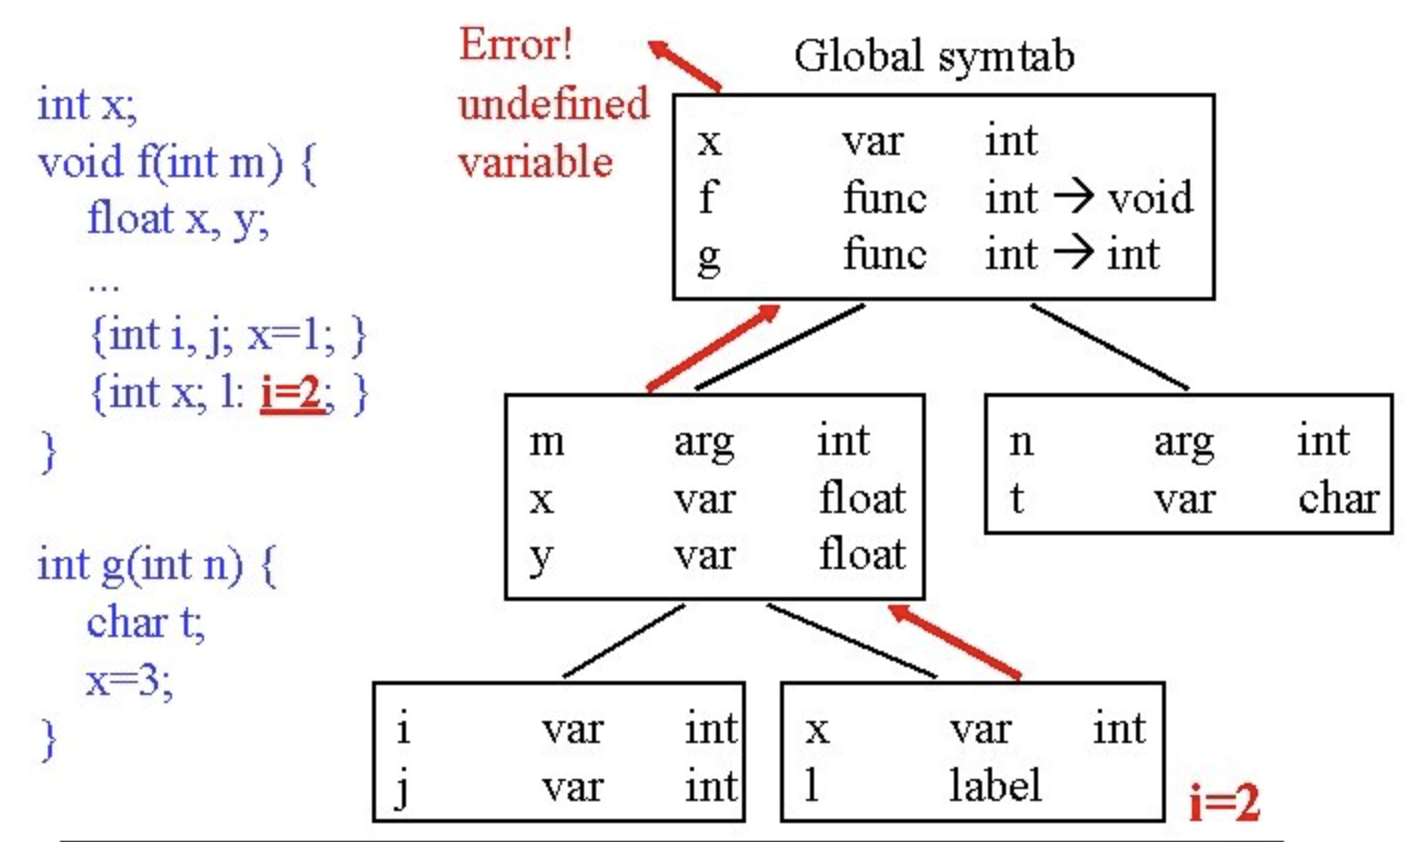 int x;
void f(int m) {
float x, y;
...
{int i, j; x=1; }
{int x; l: i=2; }
}
int g(int n) {
char t;
x=3;
}
Error!
undefined
variable
Global symtab
x var int
f func int → void
g func int → int
m arg int
x var float
y var float
n arg int
t var char
i var int
j var int
x var int
l label
i=2